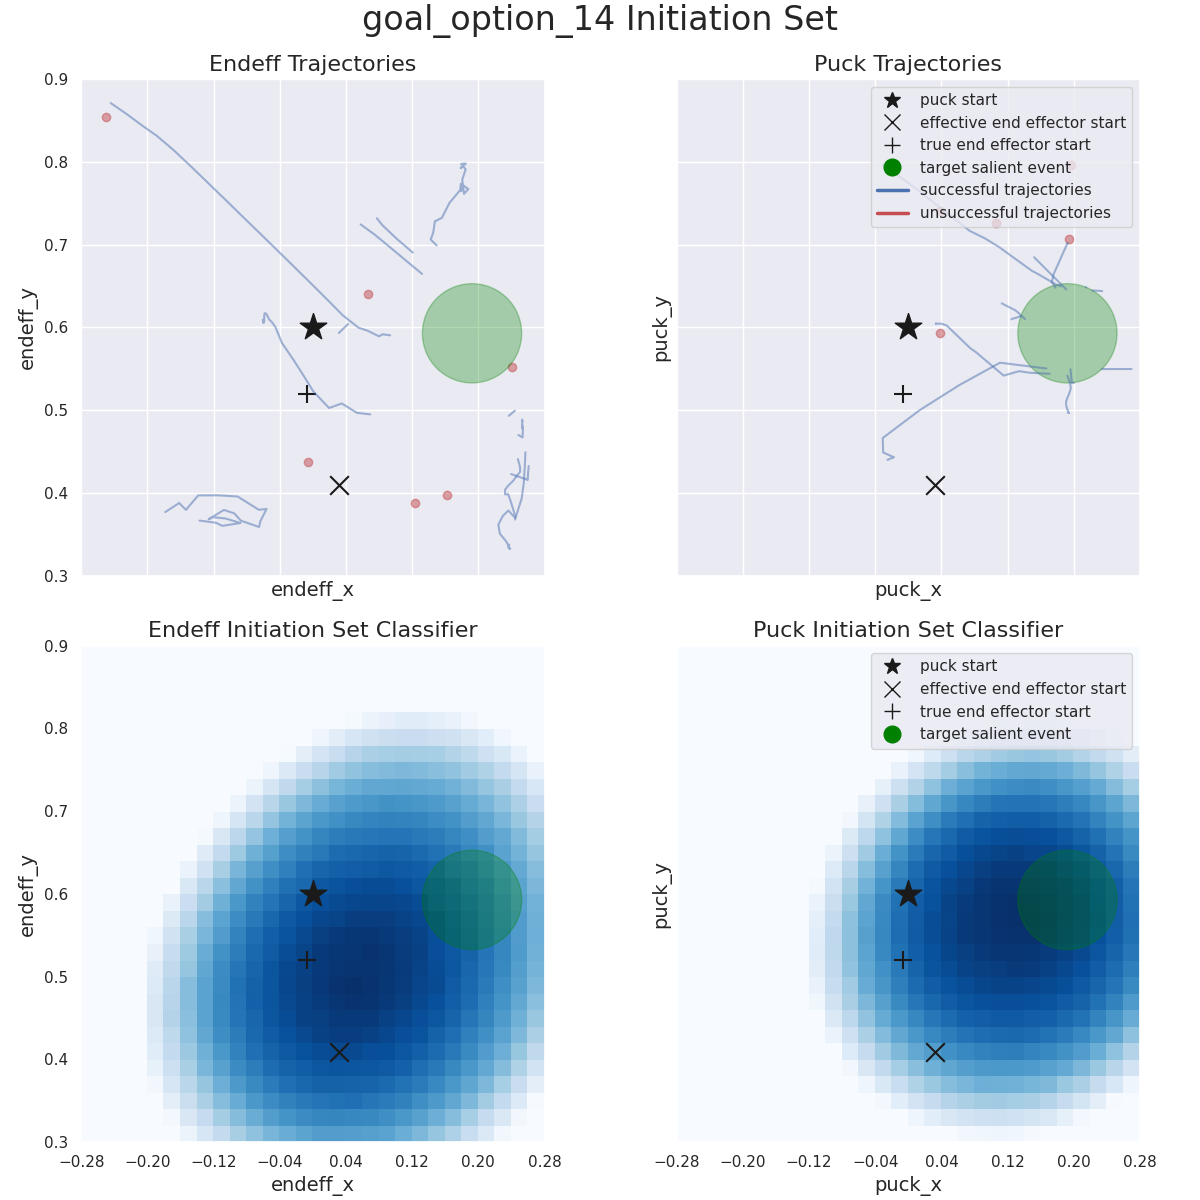 goal_option_14 Initiation Set
Endeff Trajectories
0.9
0.8
0.7
0.6
0.5
0.4
0.3
endeff_y
endeff_x
Puck Trajectories
puck start
effective end effector start
true end effector start
target salient event
successful trajectories
unsuccessful trajectories
puck_y
puck_x
Endeff Initiation Set Classifier
0.9
0.8
0.7
0.6
0.5
0.4
0.3
endeff_y
−0.28 −0.20 −0.12 −0.04 0.04 0.12 0.20 0.28
endeff_x
Puck Initiation Set Classifier
puck start
effective end effector start
true end effector start
target salient event
puck_y
−0.28 −0.20 −0.12 −0.04 0.04 0.12 0.20 0.28
puck_x